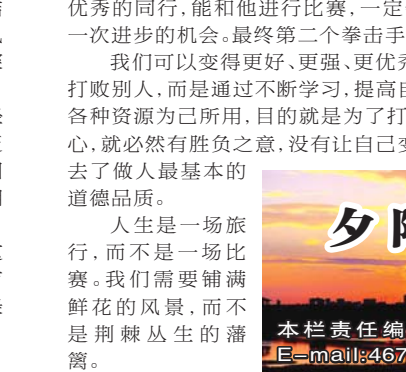 优秀的同行,能和他进行比赛,一定
一次进步的机会。最终第二个拳击手
我们可以变得更好、更强、更优秀
打败别人,而是通过不断学习,提高自
各种资源为己所用,目的就是为了打
心,就必然有胜负之意,没有让自己变
去了做人最基本的
道德品质。
人生是一场旅
行,而不是一场比
赛。我们需要铺满
鲜花的风景,而不
是荆棘丛生的藩
篱。
夕阳
本栏责任编
E-mail:467